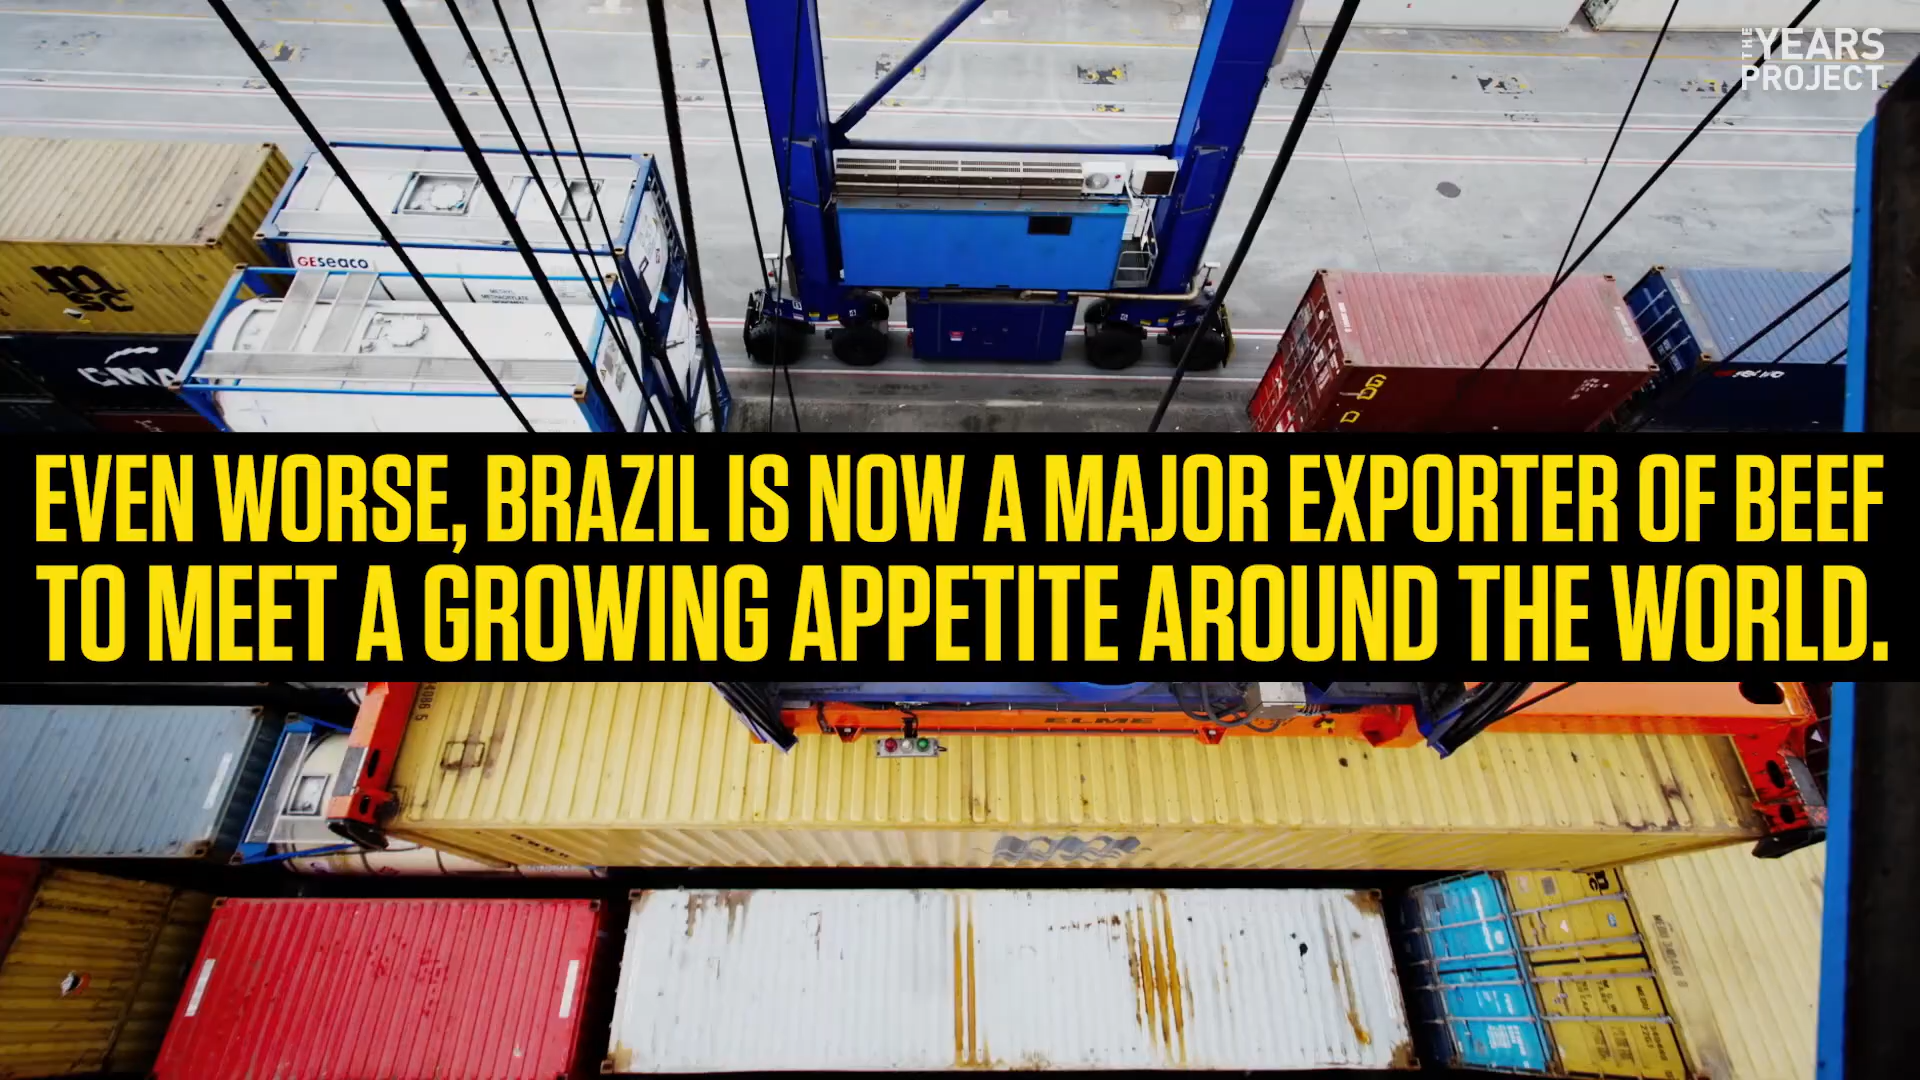 THE YEARS
PROJECT
GEseaco
msc
CMA
EVEN WORSE, BRAZIL IS NOW A MAJOR EXPORTER OF BEEF
TO MEET A GROWING APPETITE AROUND THE WORLD.
ELME